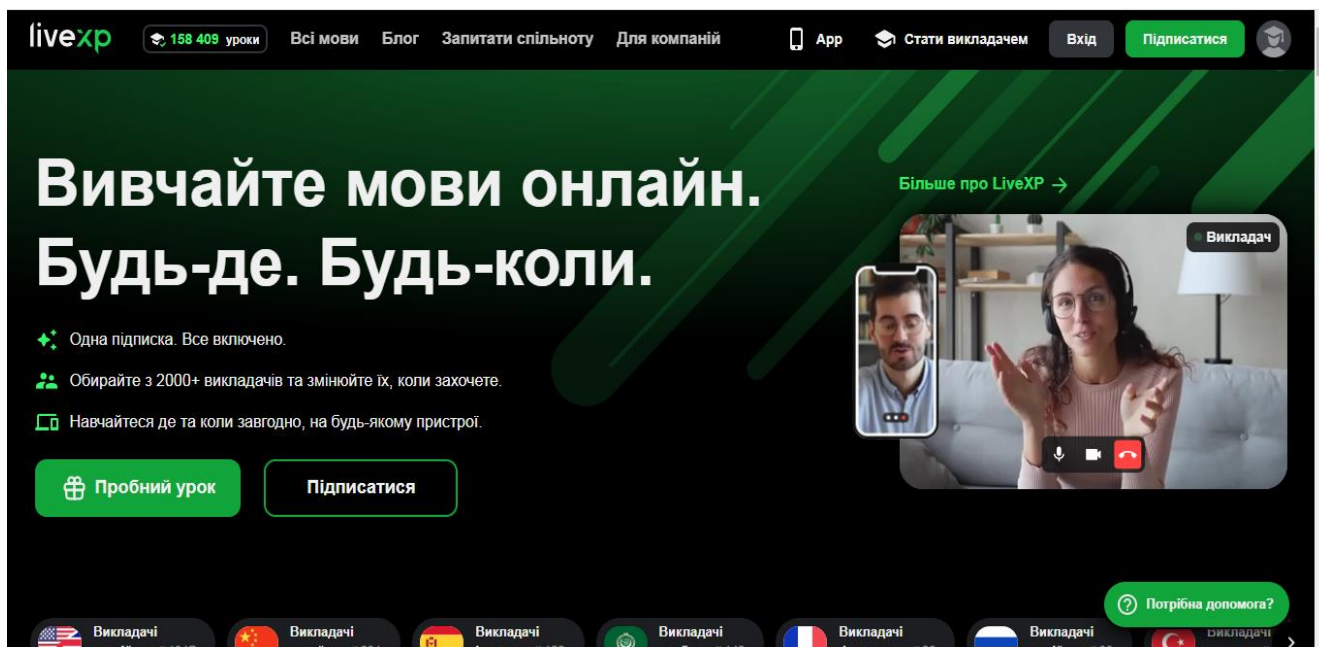 livexp
158 409 уроки
Всі мови
Блог
Запитати спільноту
Для компаній
App
Стати викладачем
Вхід
Підписатися
Вивчайте мови онлайн.
Будь-де. Будь-коли.
Більше про LiveXP →
Викладач
Одна підписка. Все включено.
Обирайте з 2000+ викладачів та змінюйте їх, коли захочете.
Навчайтеся де та коли завгодно, на будь-якому пристрої.
Пробний урок
Підписатися
Потрібна допомога?
Викладачі
Викладачі
Викладачі
Викладачі
Викладачі
Викладачі
Викладачі